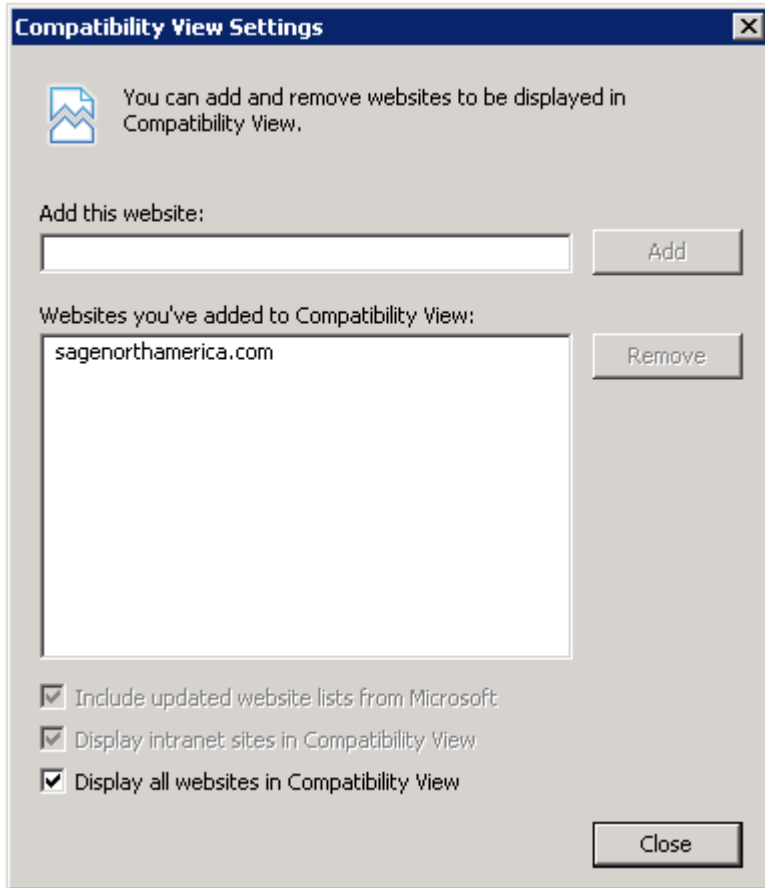 Compatibility View Settings
You can add and remove websites to be displayed in
Compatibility View.
Add this website:
Add
Websites you've added to Compatibility View:
sagenorthamerica.com
Remove
Include updated website lists from Microsoft
Display intranet sites in Compatibility View
Display all websites in Compatibility View
Close